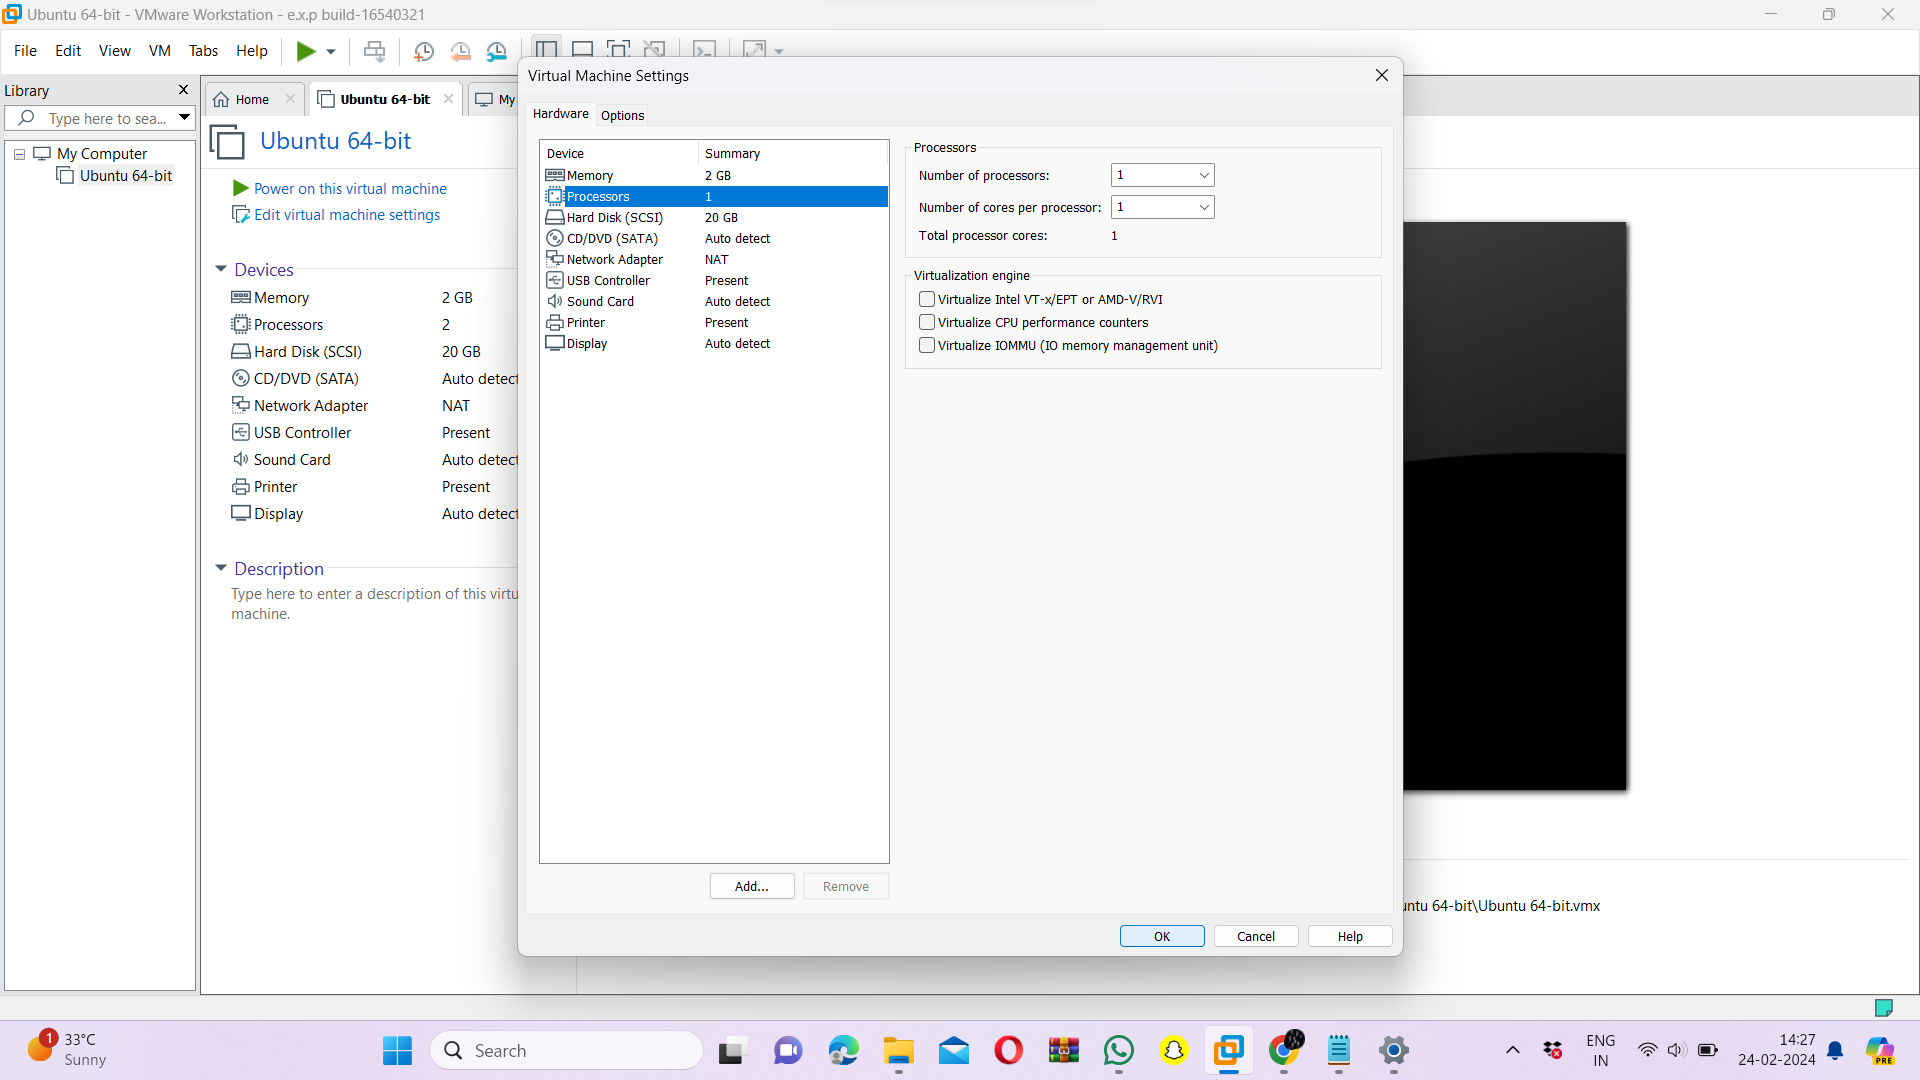 Ubuntu 64-bit - VMware Workstation - e.x.p build-16540321
File Edit View VM Tabs Help
Library
Type here to sea...
My Computer
Ubuntu 64-bit
Home
Ubuntu 64-bit
My
Ubuntu 64-bit
Power on this virtual machine
Edit virtual machine settings
Devices
Memory 2 GB
Processors 2
Hard Disk (SCSI) 20 GB
CD/DVD (SATA) Auto detect
Network Adapter NAT
USB Controller Present
Sound Card Auto detect
Printer Present
Display Auto detect
Description
Type here to enter a description of this virtu
machine.
Virtual Machine Settings
Hardware Options
Device Summary
Memory 2 GB
Processors 1
Hard Disk (SCSI) 20 GB
CD/DVD (SATA) Auto detect
Network Adapter NAT
USB Controller Present
Sound Card Auto detect
Printer Present
Display Auto detect
Add... Remove
Processors
Number of processors: 1
Number of cores per processor: 1
Total processor cores: 1
Virtualization engine
Virtualize Intel VT-x/EPT or AMD-V/RVI
Virtualize CPU performance counters
Virtualize IOMMU (IO memory management unit)
OK Cancel Help
untu 64-bit\Ubuntu 64-bit.vmx
1
33°C
Sunny
Search
ENG
IN
14:27
24-02-2024
PRE